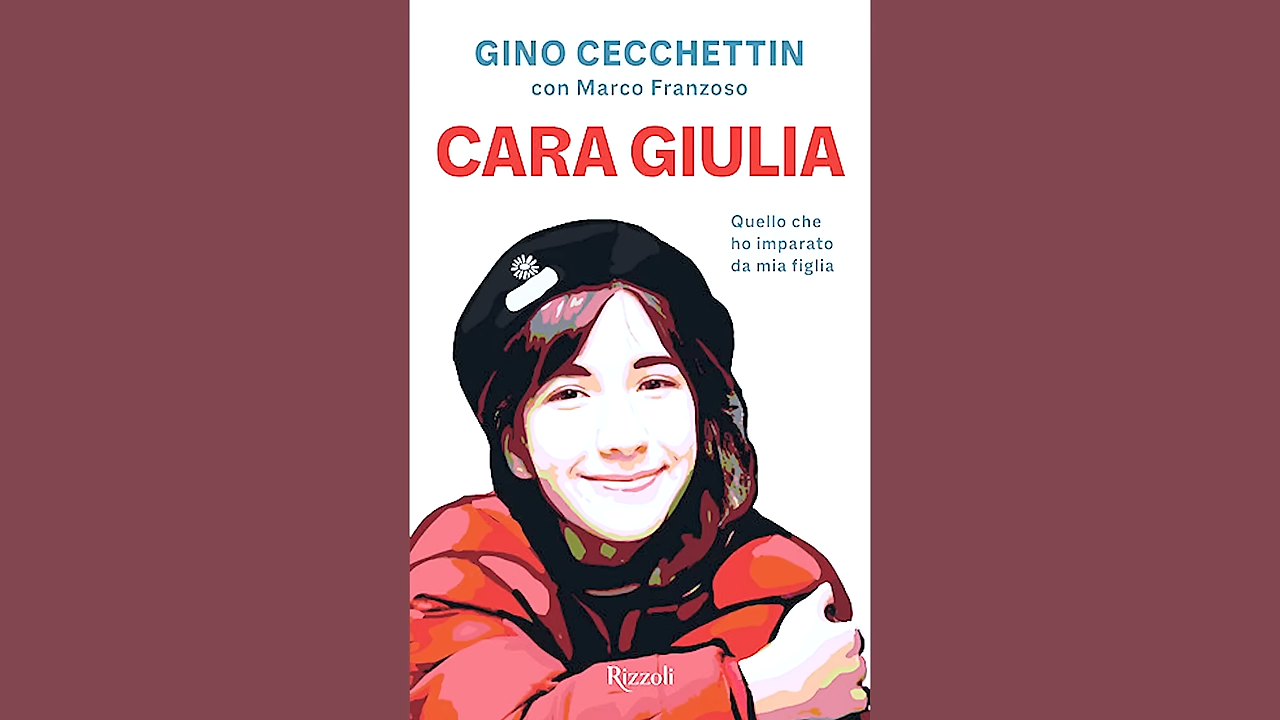 GINO CECCHETTIN
con Marco Franzoso
CARA GIULIA
Quello che
ho imparato
da mia figlia
Rizzoli